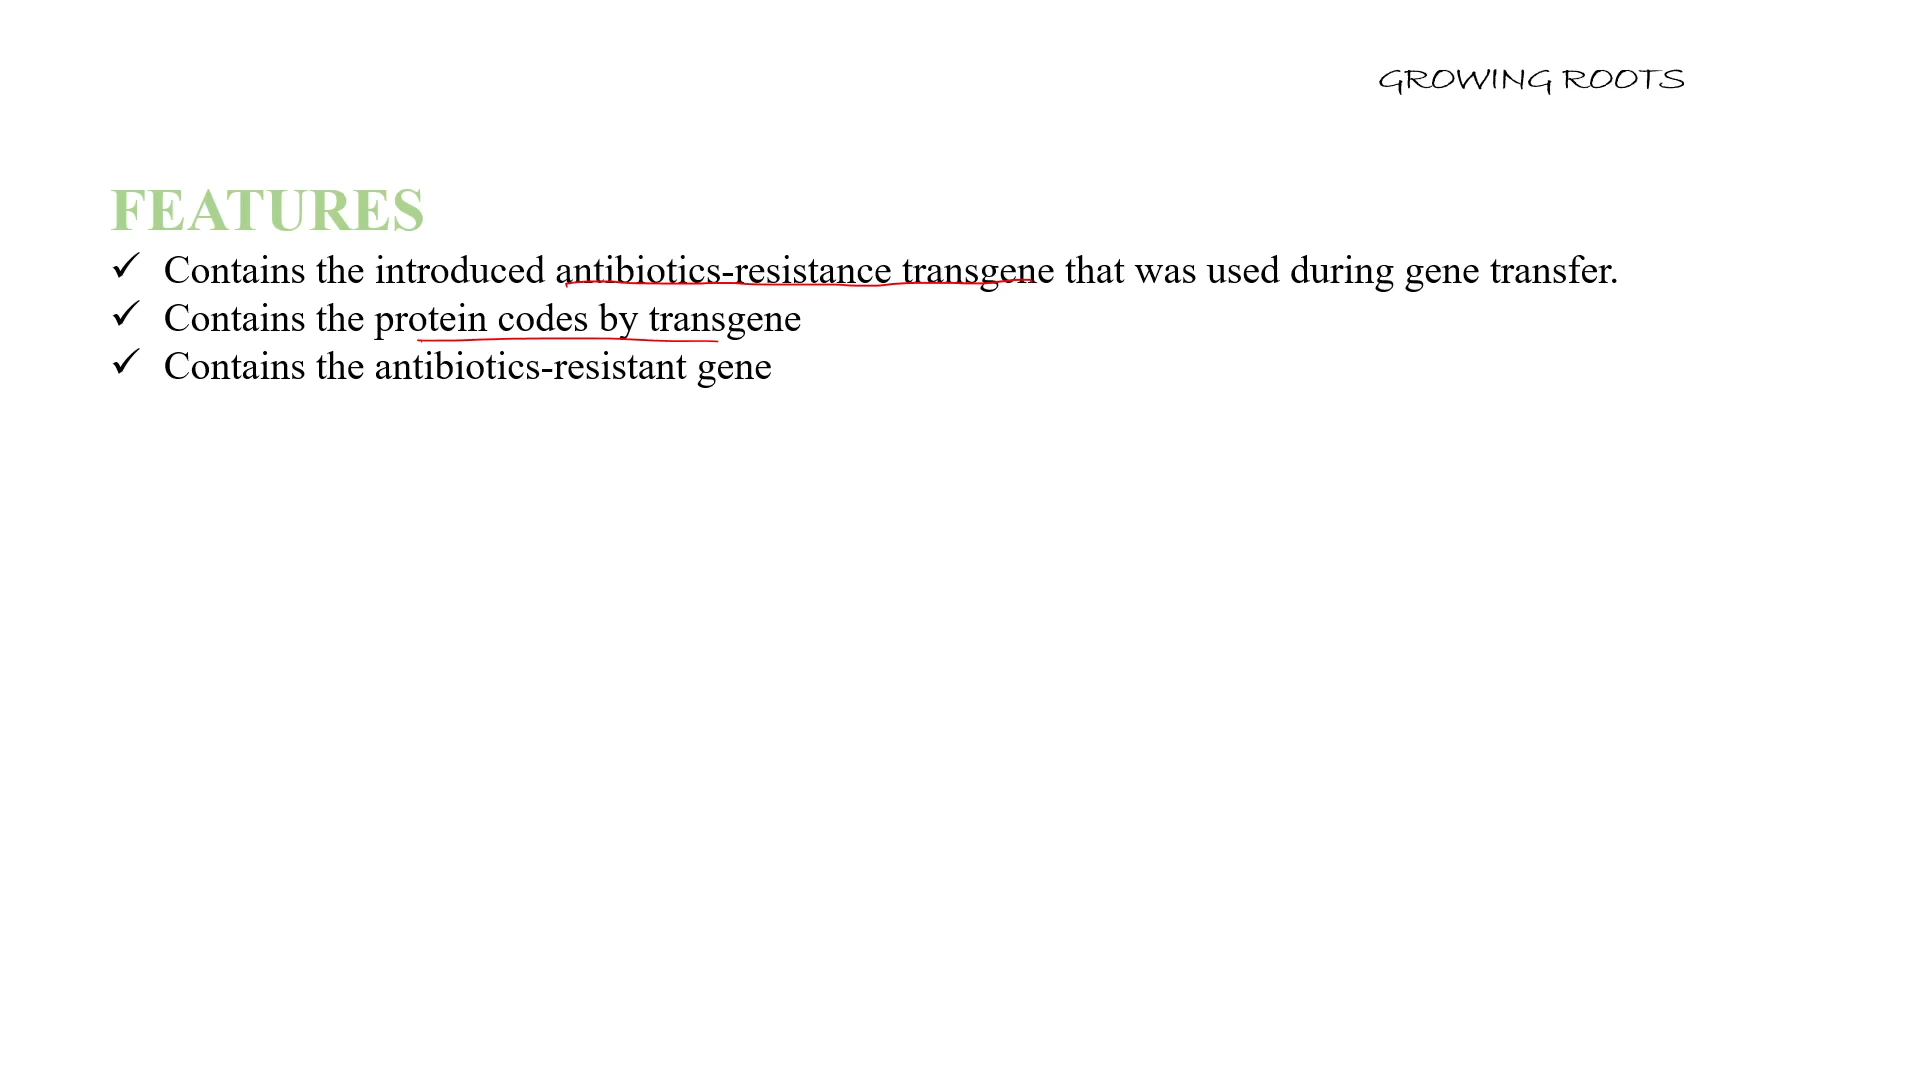 GROWING ROOTS
FEATURES
✓ Contains the introduced antibiotics-resistance transgene that was used during gene transfer.
✓ Contains the protein codes by transgene
✓ Contains the antibiotics-resistant gene